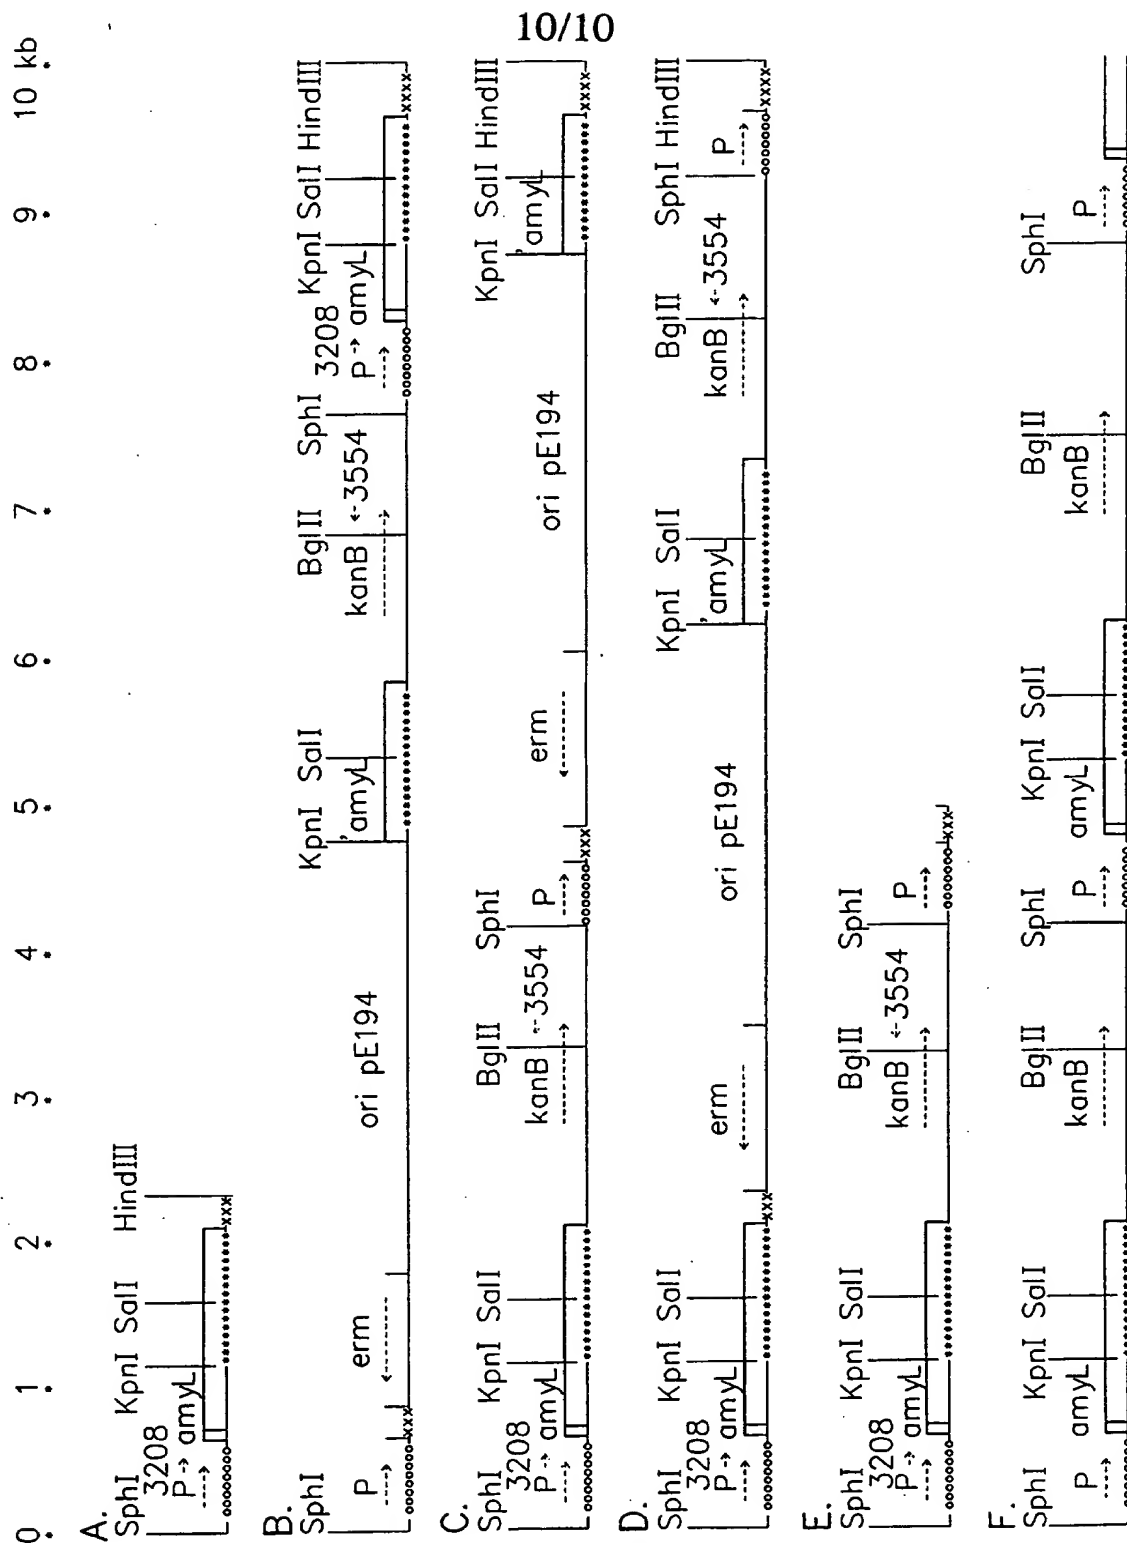 10/10
0 1 2 3 4 5 6 7 8 9 10 kb
A.
SphI KpnI SalI HindIII
3208
P→ amyL
B.
SphI KpnI SalI BglII SphI KpnI SalI HindIII
3208
P erm ori pE194 'amyL kanB ←3554 P→ amyL
C.
SphI KpnI SalI BglII SphI KpnI SalI HindIII
3208
P→ amyL kanB ←3554 P erm ori pE194 'amyL
D.
SphI KpnI SalI KpnI SalI BglII SphI HindIII
3208
P→ amyL erm ori pE194 'amyL kanB ←3554 P
E.
SphI KpnI SalI BglII SphI
3208
P→ amyL kanB ←3554 P
F.
SphI KpnI SalI BglII SphI KpnI SalI BglII SphI
P amyL kanB P amyL kanB P